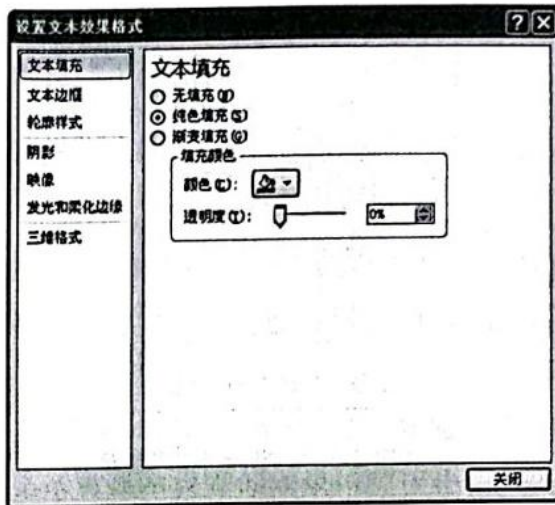 设置文本效果格式
文本填充
文本边框
轮廓样式
阴影
映像
发光和柔化边缘
三维格式
文本填充
无填充(N)
纯色填充(S)
渐变填充(G)
填充颜色
颜色(C):
透明度(T): 0%
关闭